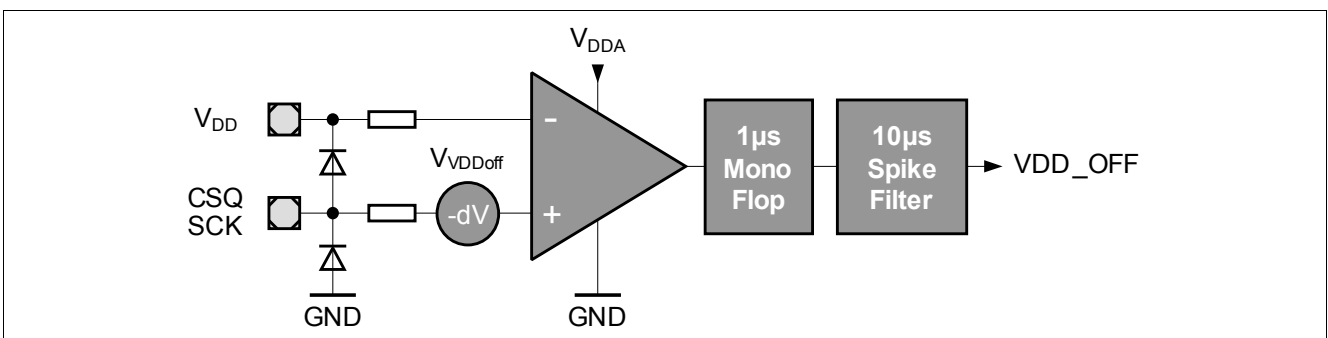 VDDA
VDD
-
1µs
Mono
Flop
10µs
Spike
Filter
VDD_OFF
VVDDoff
CSQ
SCK
-dV
+
GND
GND